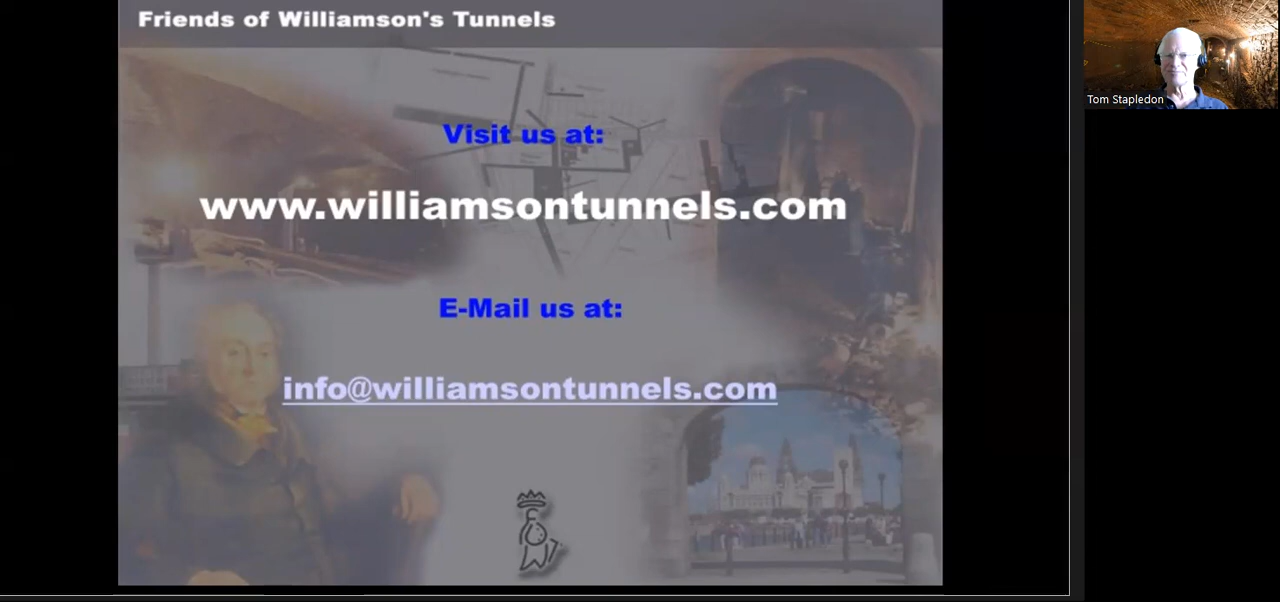 Friends of Williamson's Tunnels
Visit us at:
www.williamsontunnels.com
E-Mail us at:
info@williamsontunnels.com
Tom Stapledon